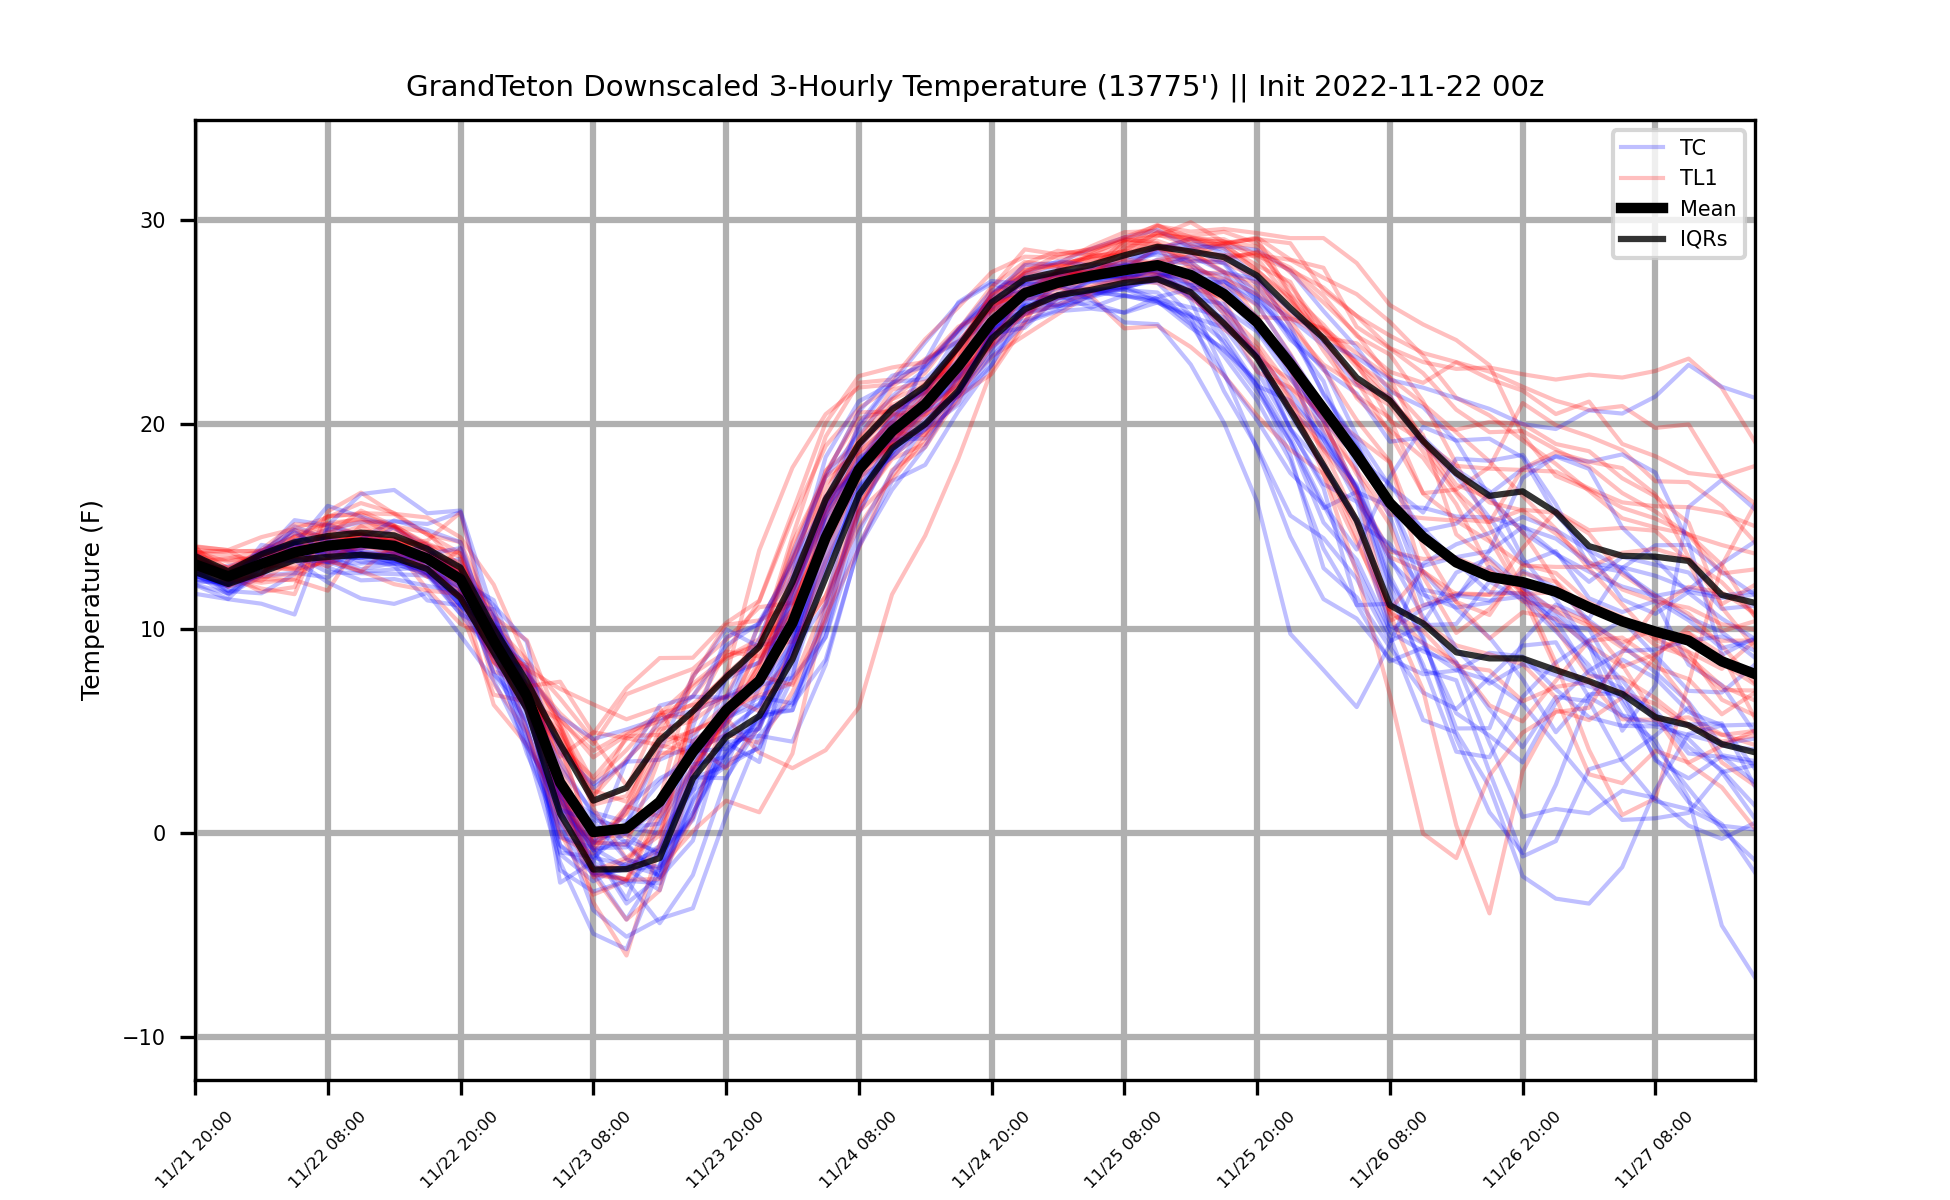 GrandTeton Downscaled 3-Hourly Temperature (13775') || Init 2022-11-22 00z
TC
TL1
Mean
IQRs
Temperature (F)
30
20
10
0
−10
11/21 20:00
11/22 08:00
11/22 20:00
11/23 08:00
11/23 20:00
11/24 08:00
11/24 20:00
11/25 08:00
11/25 20:00
11/26 08:00
11/26 20:00
11/27 08:00